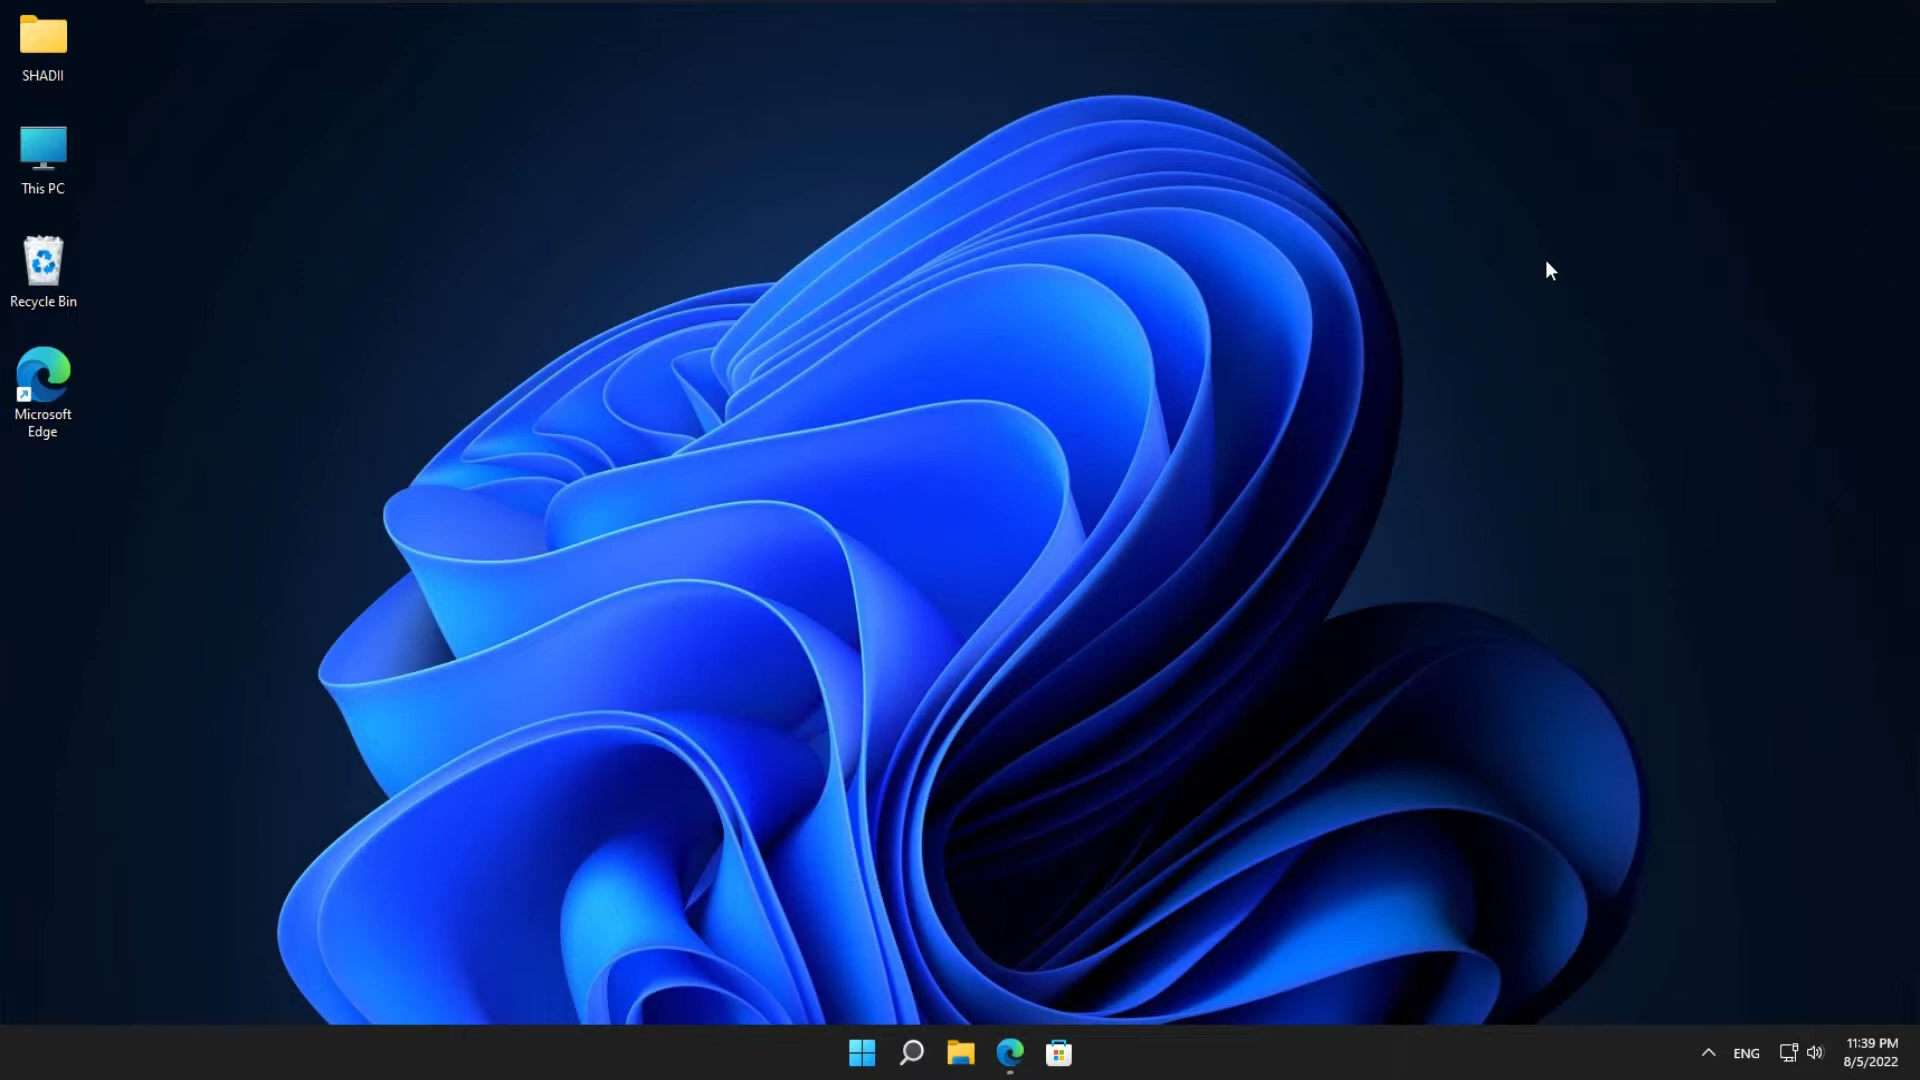 SHADII
This PC
Recycle Bin
Microsoft
Edge
ENG
11:39 PM
8/5/2022